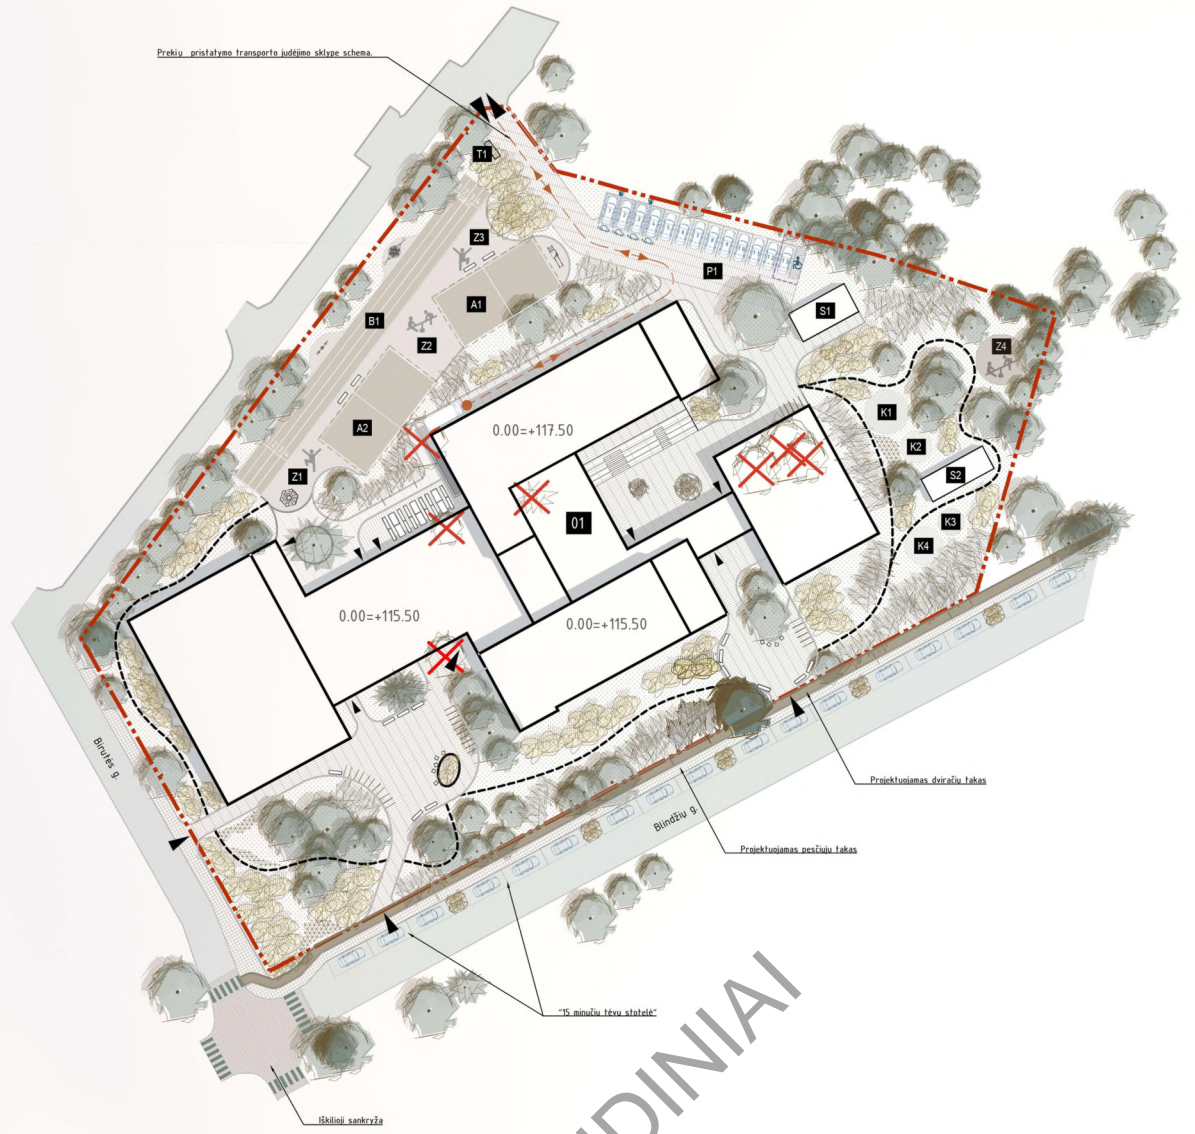 Prekių pristatymo transporto judėjimo sklype schema.
T1
Z3
P1
A1
S1
B1
Z2
Z4
K1
A2
0.00=+117.50
K2
Z1
S2
01
K3
K4
0.00=+115.50
0.00=+115.50
Birutės g.
Projektuojamas dviračių takas
Blindžių g.
Projektuojamas pesčiųjų takas
"15 minučių tėvų stotelė"
Iškilioji sankryža